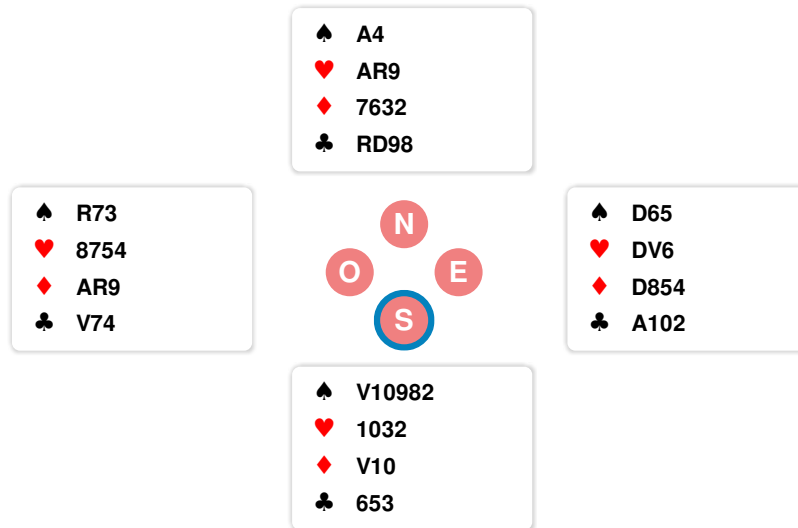 ♠ A4
♥ AR9
♦ 7632
♣ RD98
♠ R73
♥ 8754
♦ AR9
♣ V74
N
O E
S
♠ D65
♥ DV6
♦ D854
♣ A102
♠ V10982
♥ 1032
♦ V10
♣ 653